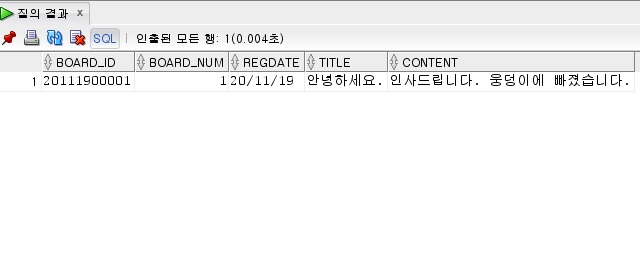 질의 결과 x
SQL | 인출된 모든 행: 1(0.004초)
BOARD_ID BOARD_NUM REGDATE TITLE CONTENT
1 20111900001 1 20/11/19 안녕하세요. 인사드립니다. 웅덩이에 빠졌습니다.